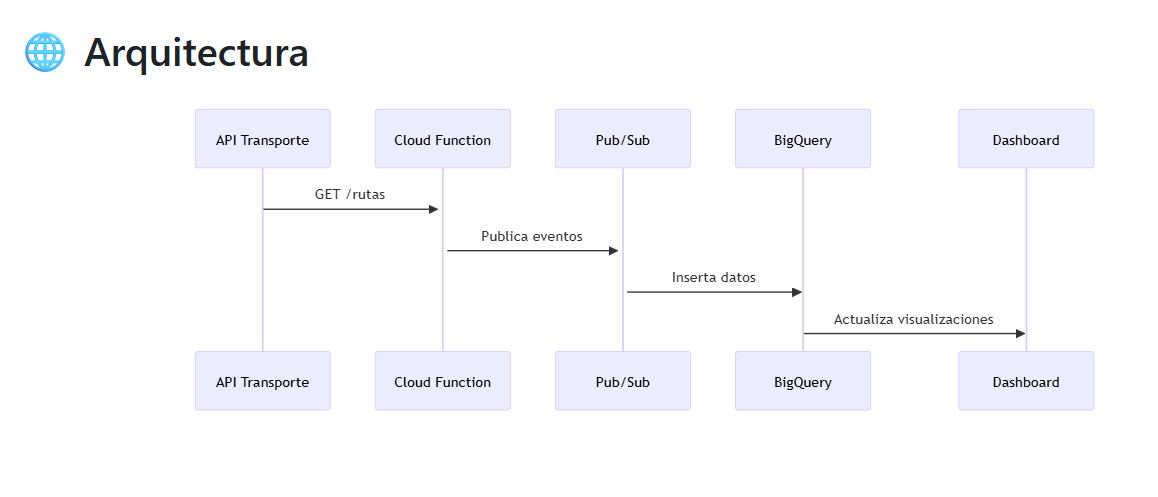 🌐 Arquitectura
API Transporte
Cloud Function
Pub/Sub
BigQuery
Dashboard
GET /rutas
Publica eventos
Inserta datos
Actualiza visualizaciones
API Transporte
Cloud Function
Pub/Sub
BigQuery
Dashboard